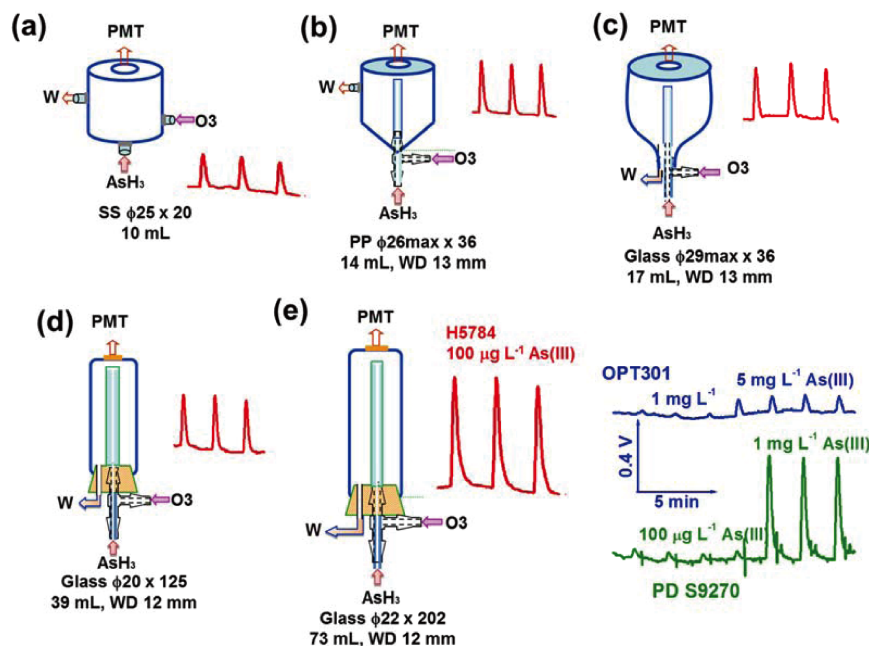 (a)
PMT
W
O3
AsH₃
SS ϕ25 x 20
10 mL
(b)
PMT
W
O3
AsH₃
PP ϕ26max x 36
14 mL, WD 13 mm
(c)
PMT
W
O3
AsH₃
Glass ϕ29max x 36
17 mL, WD 13 mm
(d)
PMT
W
O3
AsH₃
Glass ϕ20 x 125
39 mL, WD 12 mm
(e)
PMT
H5784
100 µg L⁻¹ As(III)
W
O3
AsH₃
Glass ϕ22 x 202
73 mL, WD 12 mm
OPT301
1 mg L⁻¹
5 mg L⁻¹ As(III)
0.4 V
5 min
1 mg L⁻¹ As(III)
100 µg L⁻¹ As(III)
PD S9270